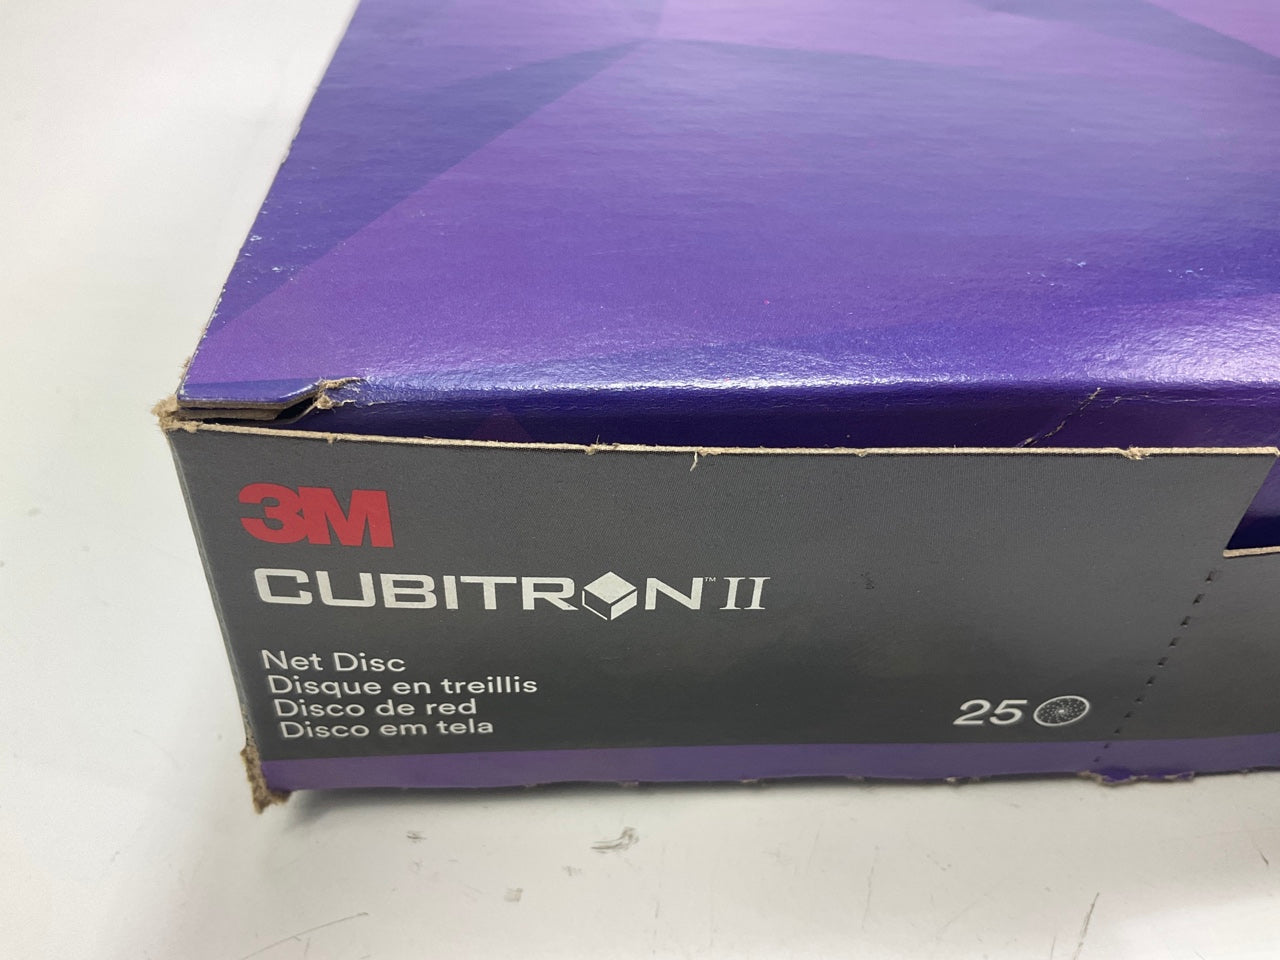 3M
CUBITRON™ II
Net Disc
Disque en treillis
Disco de red
Disco em tela
25